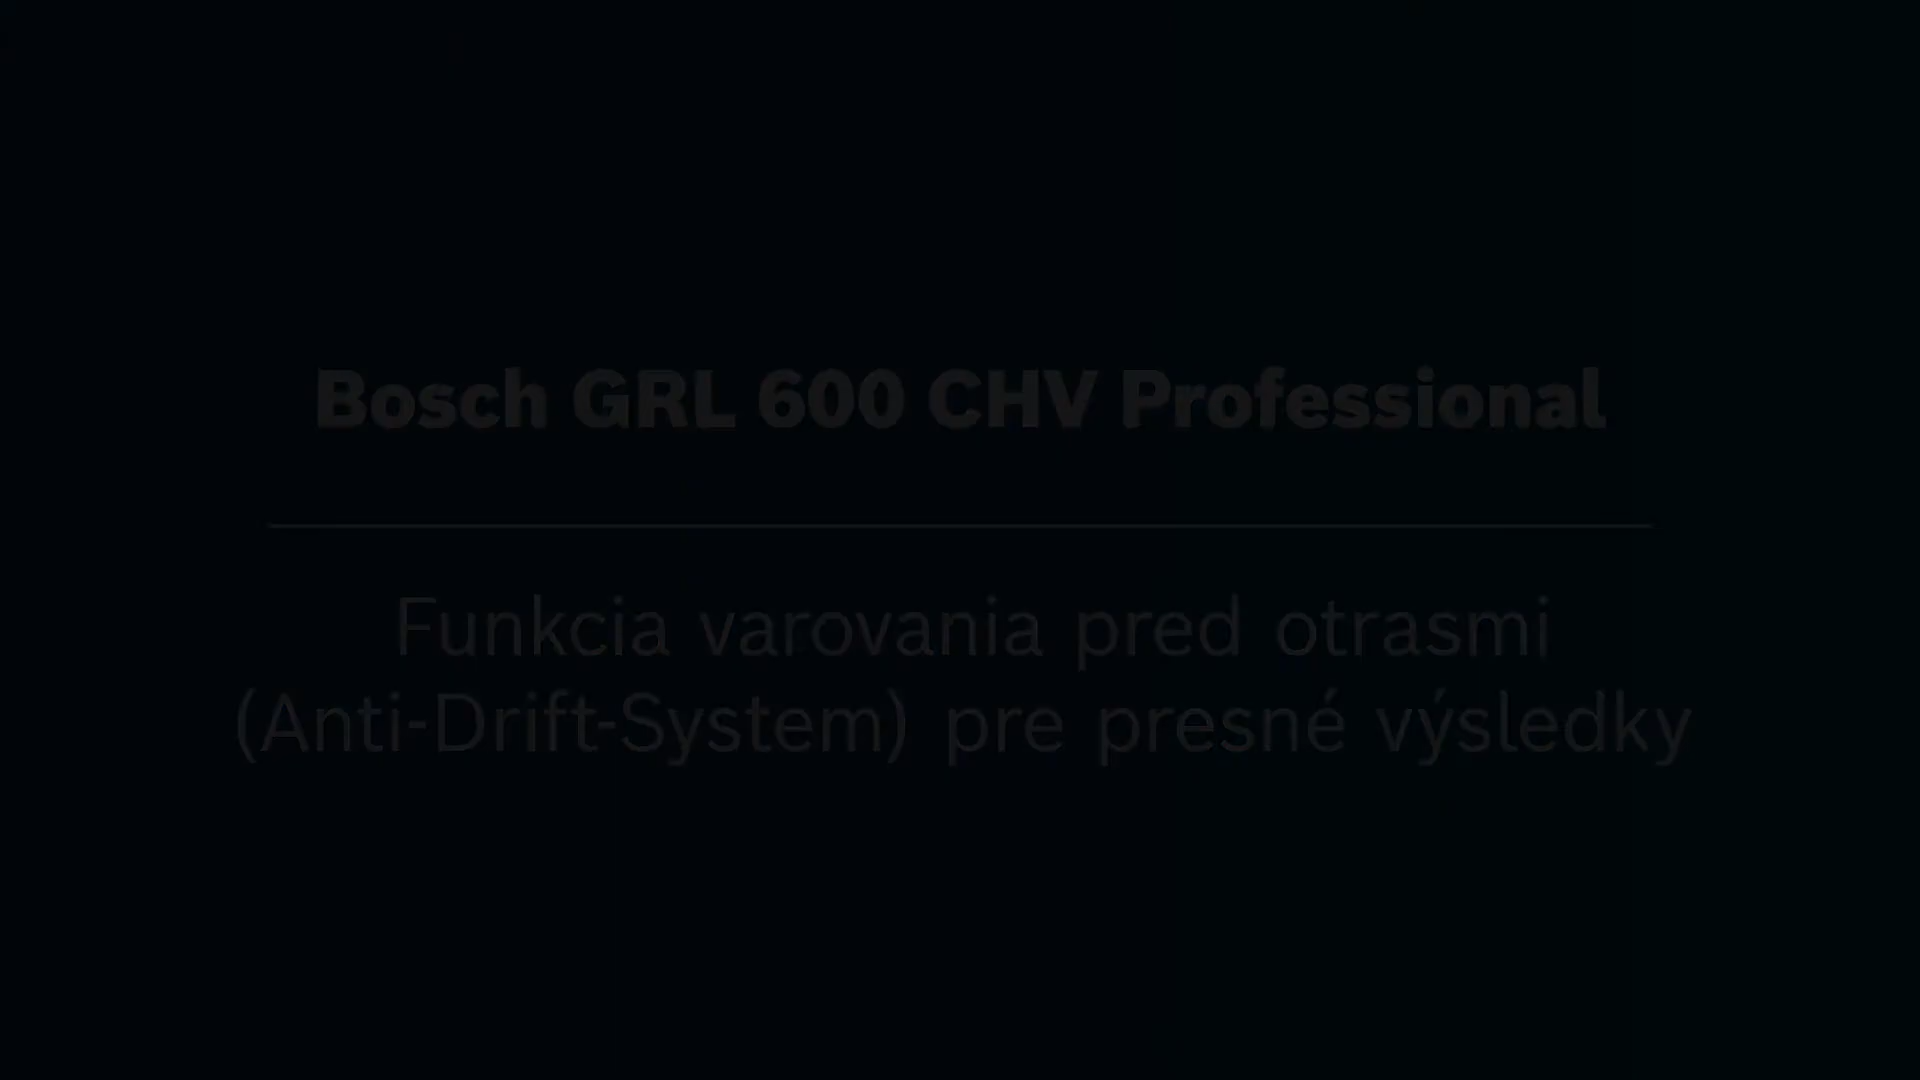 Bosch GRL 600 CHV Professional
Funkcia varovania pred otrasmi
(Anti-Drift-System) pre presné výsledky